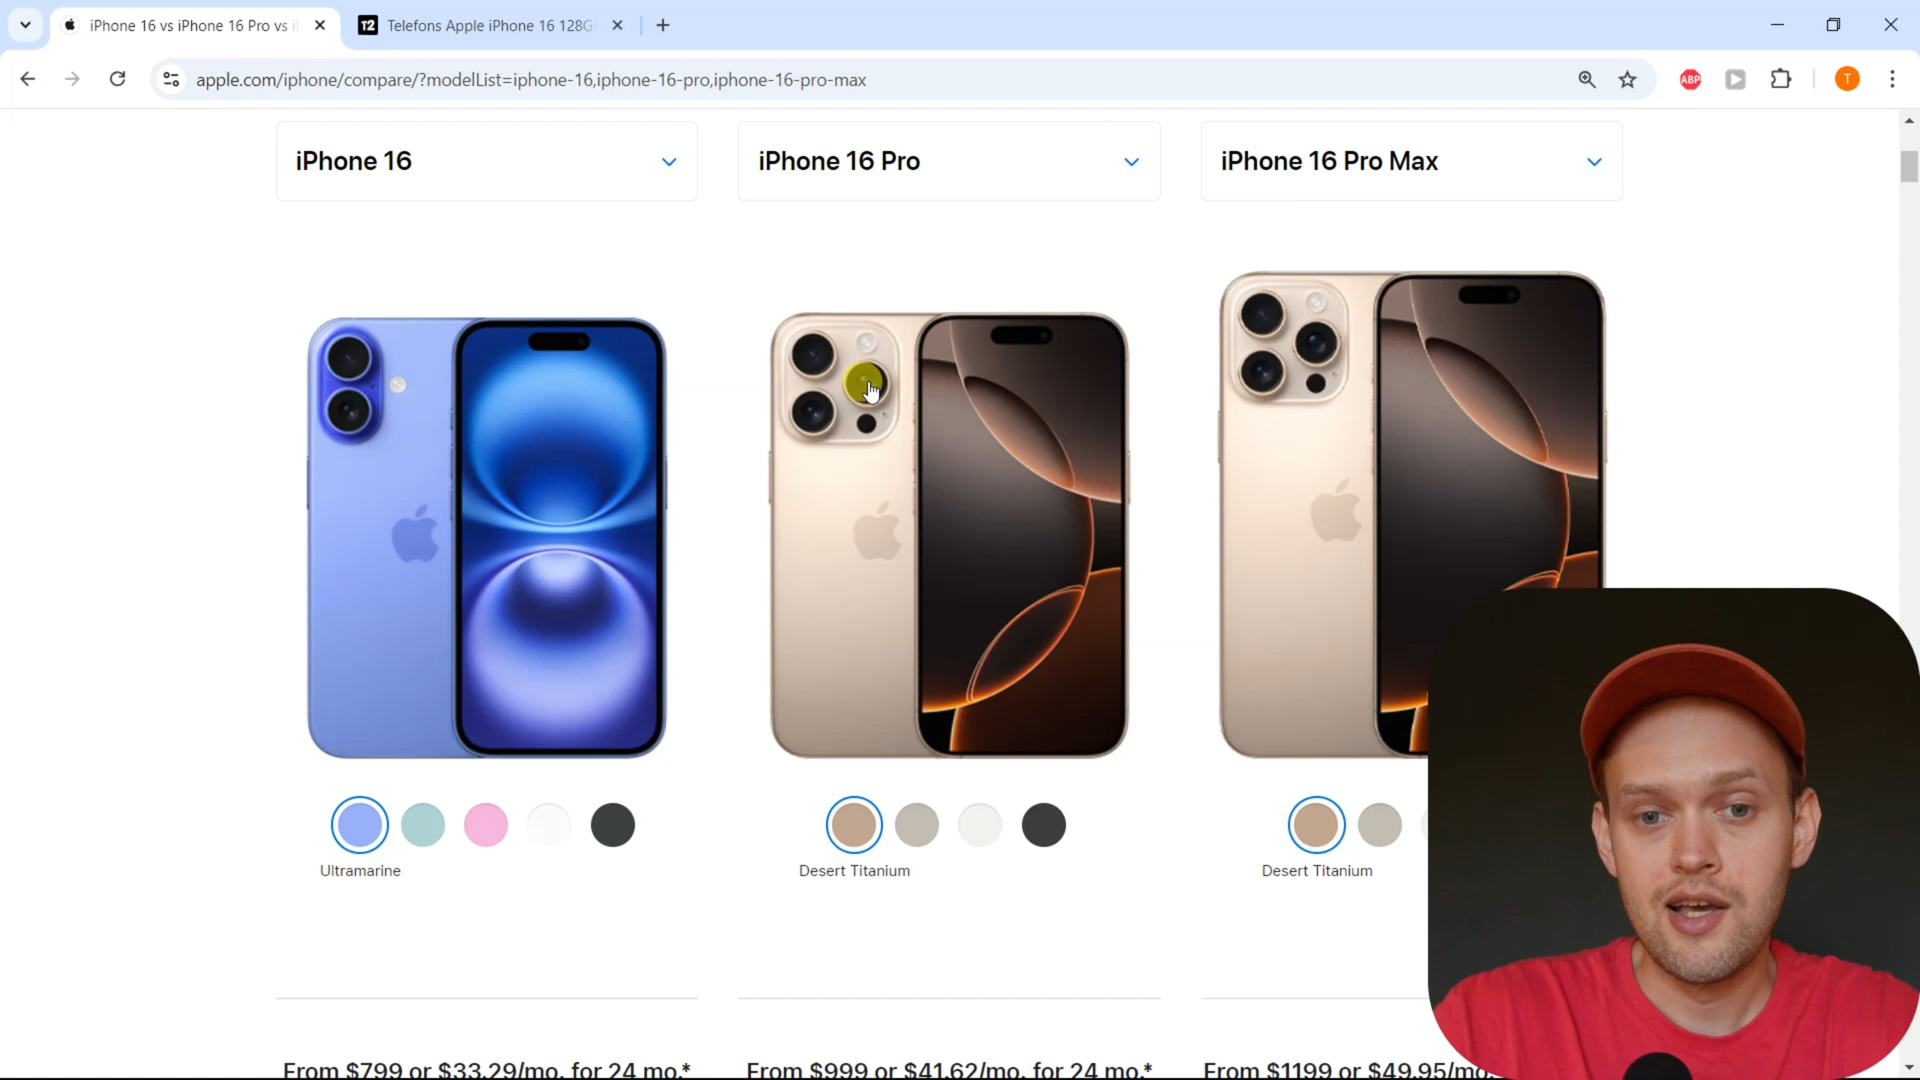 iPhone 16 vs iPhone 16 Pro vs i
T2
Telefons Apple iPhone 16 128G
apple.com/iphone/compare/?modelList=iphone-16,iphone-16-pro,iphone-16-pro-max
ABP
T
iPhone 16
iPhone 16 Pro
iPhone 16 Pro Max
Ultramarine
Desert Titanium
Desert Titanium
From $799 or $33.29/mo. for 24 mo.*
From $999 or $41.62/mo. for 24 mo.*
From $1199 or $49.95/mo.